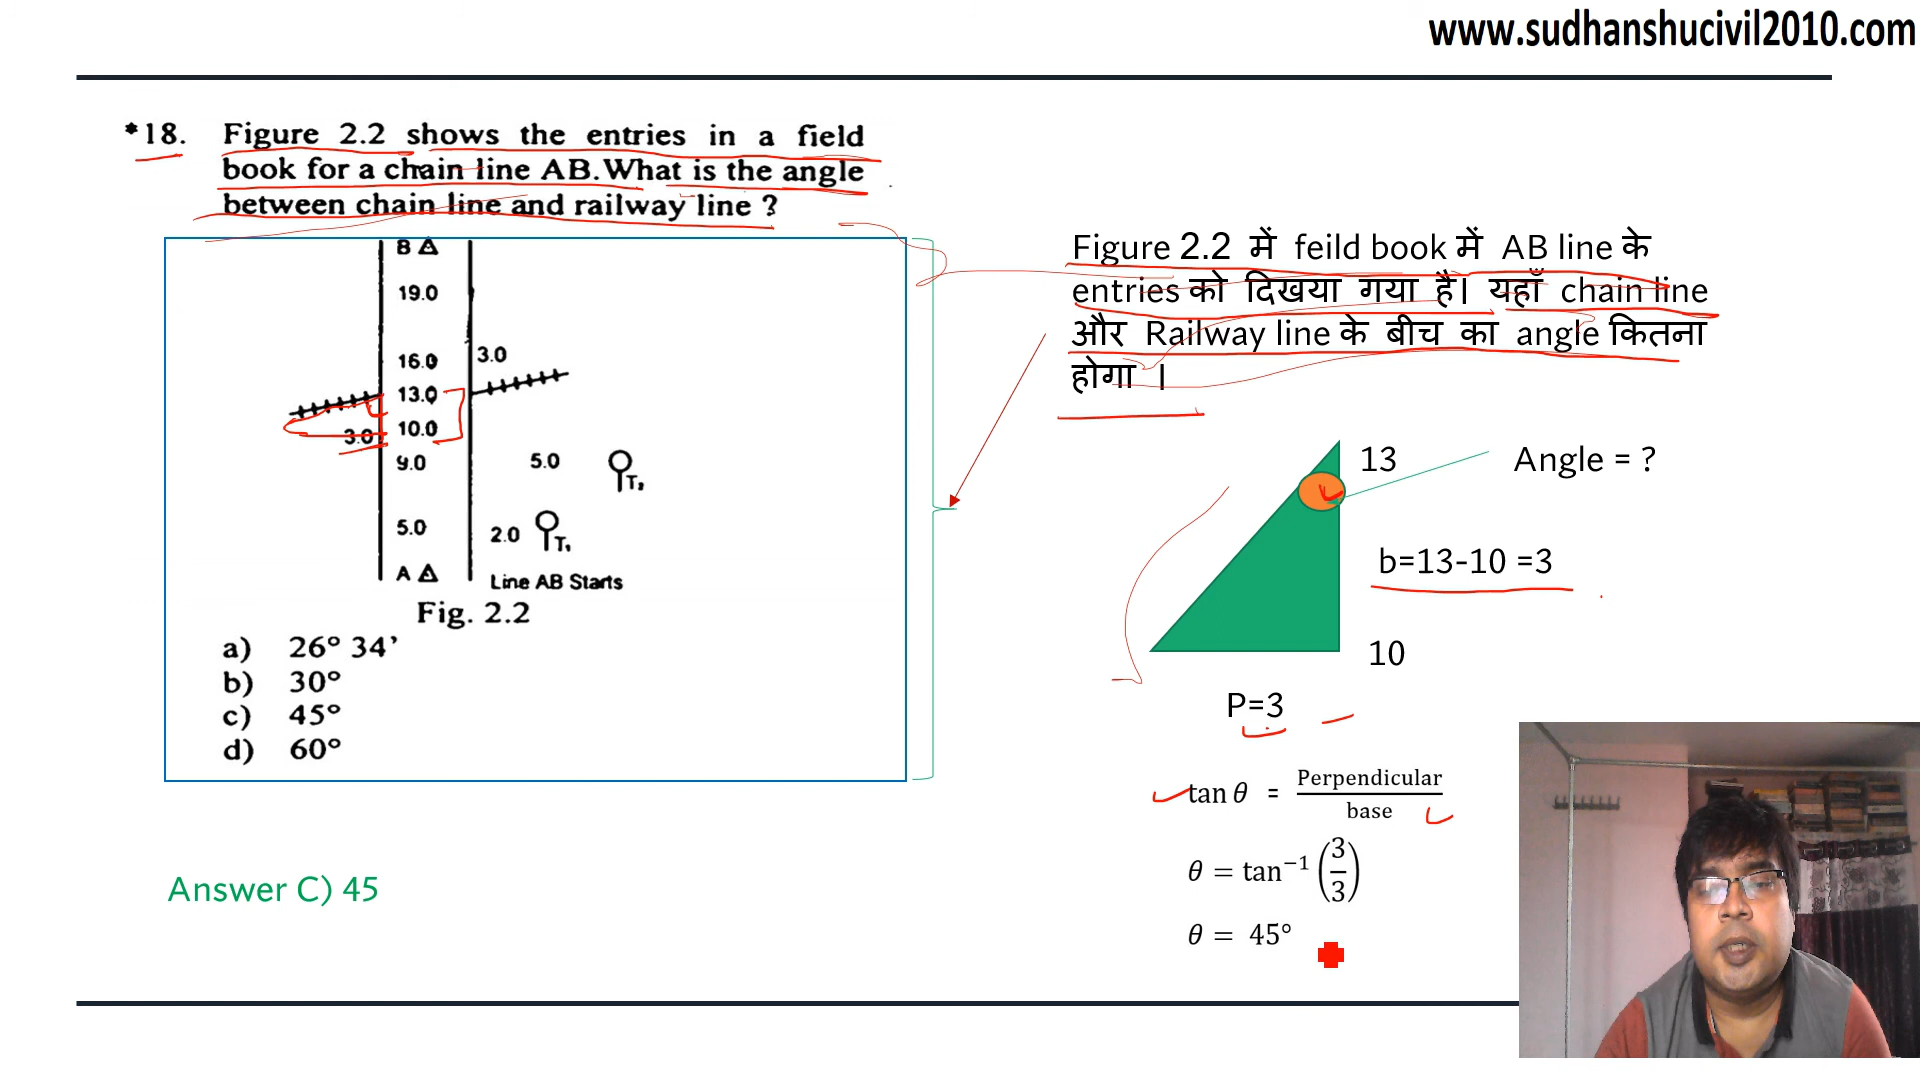 www.sudhanshucivil2010.com
*18. Figure 2.2 shows the entries in a field
book for a chain line AB.What is the angle
between chain line and railway line ?
B
19.0
16.0 3.0
13.0
10.0
3.0
9.0 5.0 T₂
5.0 2.0 T₁
A Line AB Starts
Fig. 2.2
a) 26° 34’
b) 30°
c) 45°
d) 60°
Answer C) 45
Figure 2.2 में feild book में AB line के
entries को दिखया गया है। यहाँ chain line
और Railway line के बीच का angle कितना
होगा ।
13 Angle = ?
b=13-10 =3
10
P=3
tan θ = Perpendicular
base
θ = tan⁻¹ (3/3)
θ = 45°